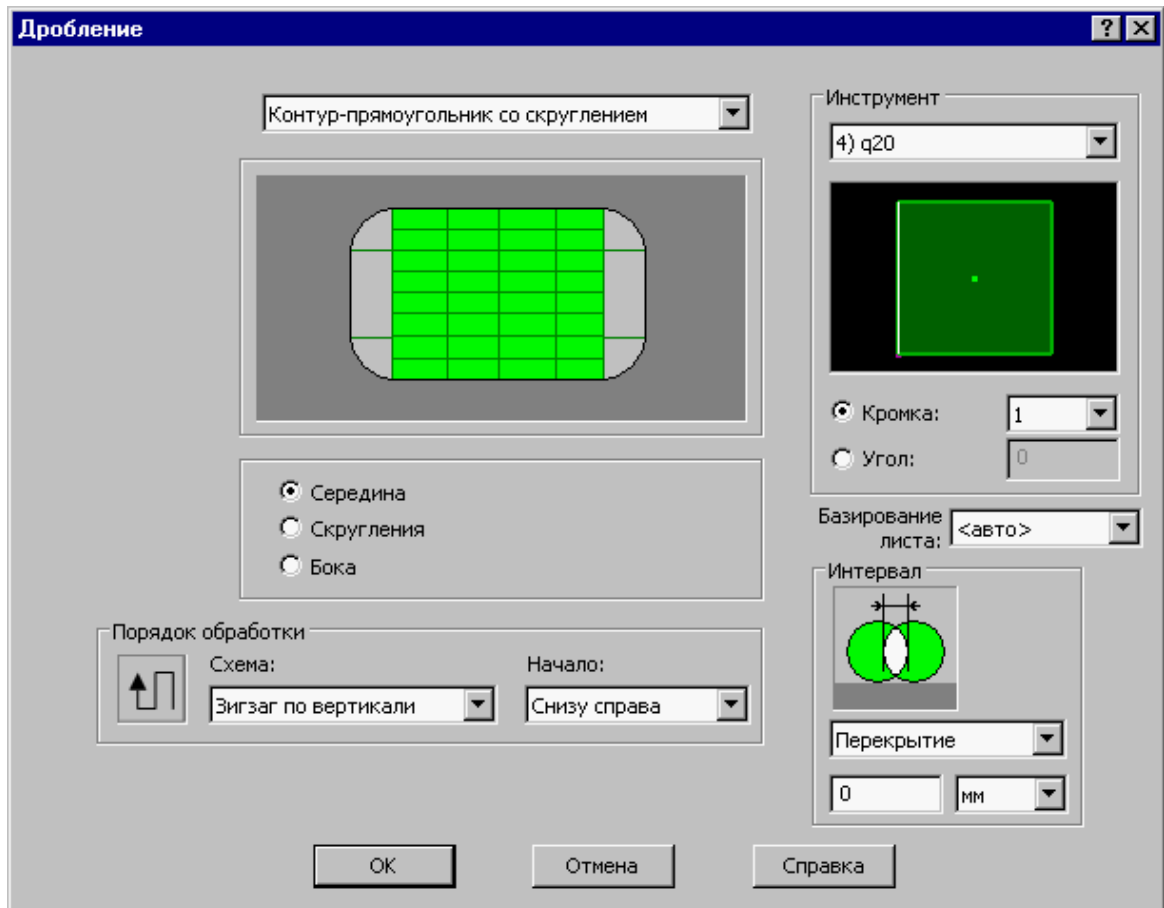 Дробление
Контур-прямоугольник со скруглением
Инструмент
4) q20
Кромка:
1
Угол:
0
Середина
Скругления
Бока
Базирование
листа:
<авто>
Интервал
Порядок обработки
Схема:
Начало:
Зигзаг по вертикали
Снизу справа
Перекрытие
0
мм
OK
Отмена
Справка